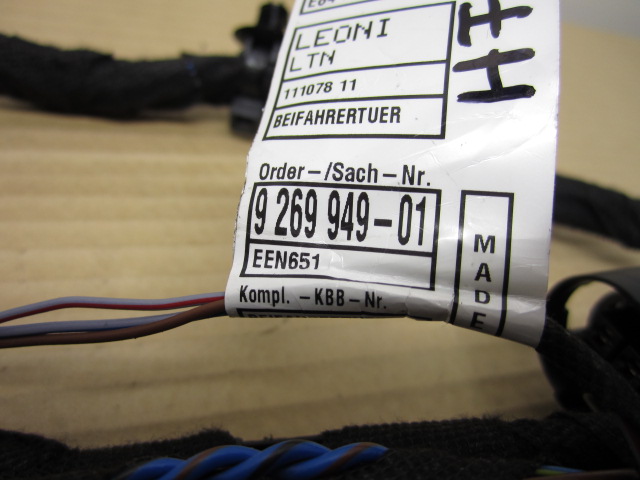 LEONI
LTN
111078 11
BEIFAHRERTUER
Order-/Sach-Nr.
9 269 949-01
EEN651
Kompl. -KBB-Nr.
MADE